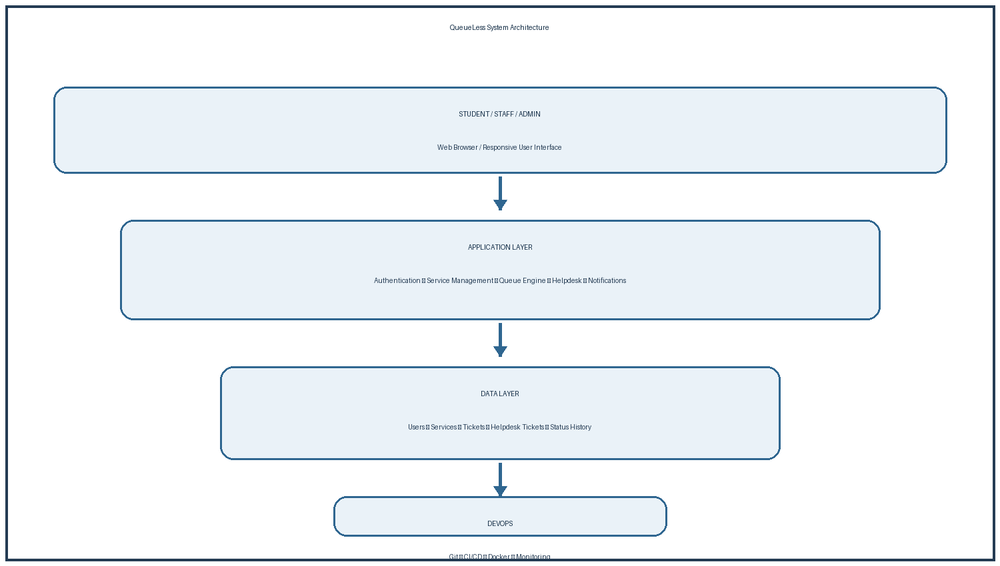 QueueLess System Architecture
STUDENT / STAFF / ADMIN
Web Browser / Responsive User Interface
APPLICATION LAYER
Authentication ▯ Service Management ▯ Queue Engine ▯ Helpdesk ▯ Notifications
DATA LAYER
Users ▯ Services ▯ Tickets ▯ Helpdesk Tickets ▯ Status History
DEVOPS
Git ▯ CI/CD ▯ Docker ▯ Monitoring